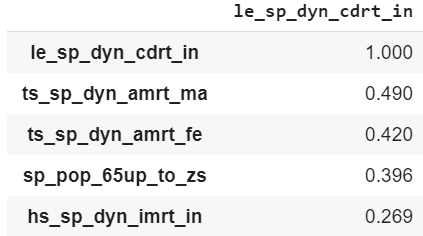 le_sp_dyn_cdrt_in
le_sp_dyn_cdrt_in 1.000
ts_sp_dyn_amrt_ma 0.490
ts_sp_dyn_amrt_fe 0.420
sp_pop_65up_to_zs 0.396
hs_sp_dyn_imrt_in 0.269